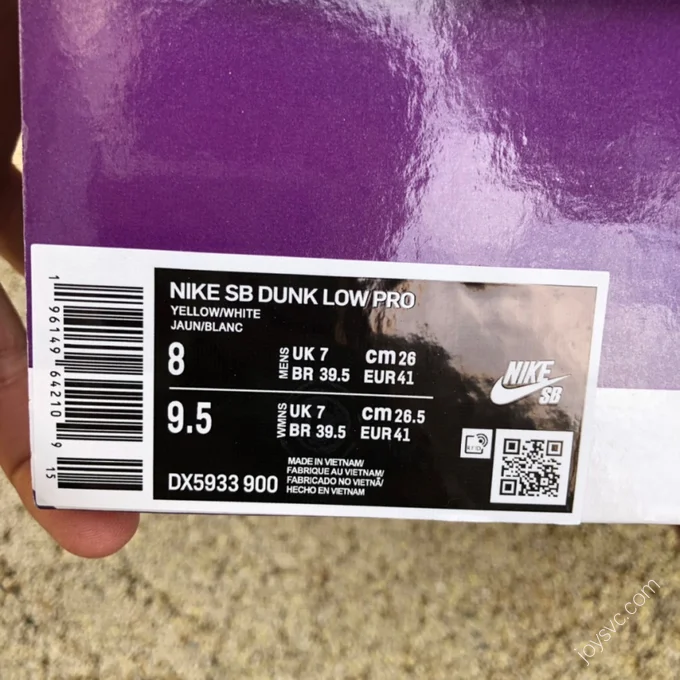 NIKE SB DUNK LOW PRO
YELLOW/WHITE
JAUN/BLANC
8 MENS UK 7 cm 26
BR 39.5 EUR 41
9.5 WMNS UK 7 cm 26.5
BR 39.5 EUR 41
DX5933 900
MADE IN VIETNAM/
FABRIQUE AU VIETNAM/
FABRICADO NO VIETNÃ/
HECHO EN VIETNAM
NIKE
SB
1 96149 64210 9
15
joysvc.com